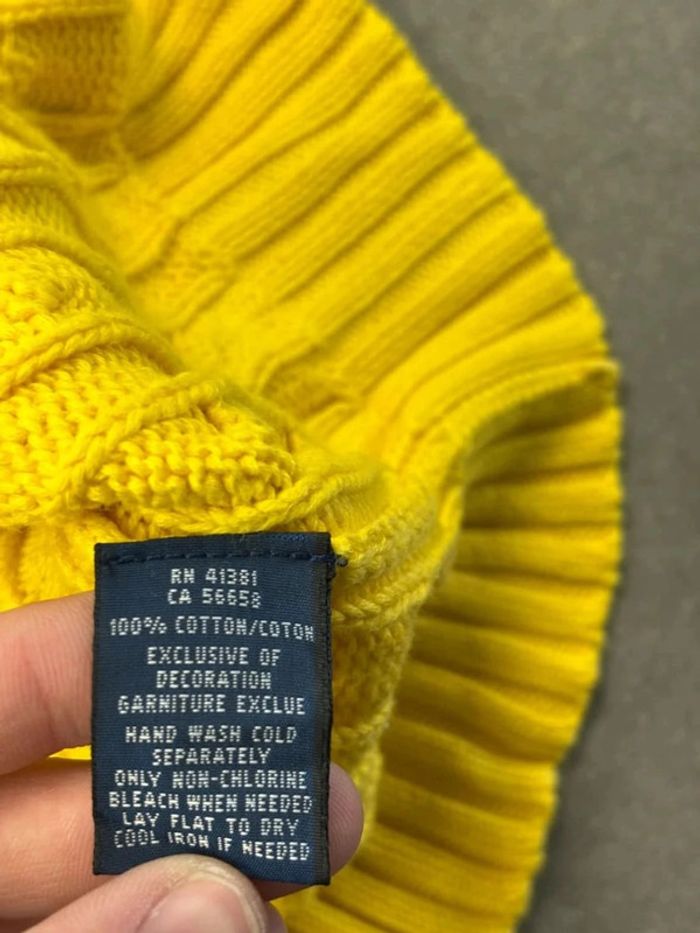 RN 41381
CA 56658
100% COTTON/COTON
EXCLUSIVE OF
DECORATION
GARNITURE EXCLUE
HAND WASH COLD
SEPARATELY
ONLY NON-CHLORINE
BLEACH WHEN NEEDED
LAY FLAT TO DRY
COOL IRON IF NEEDED